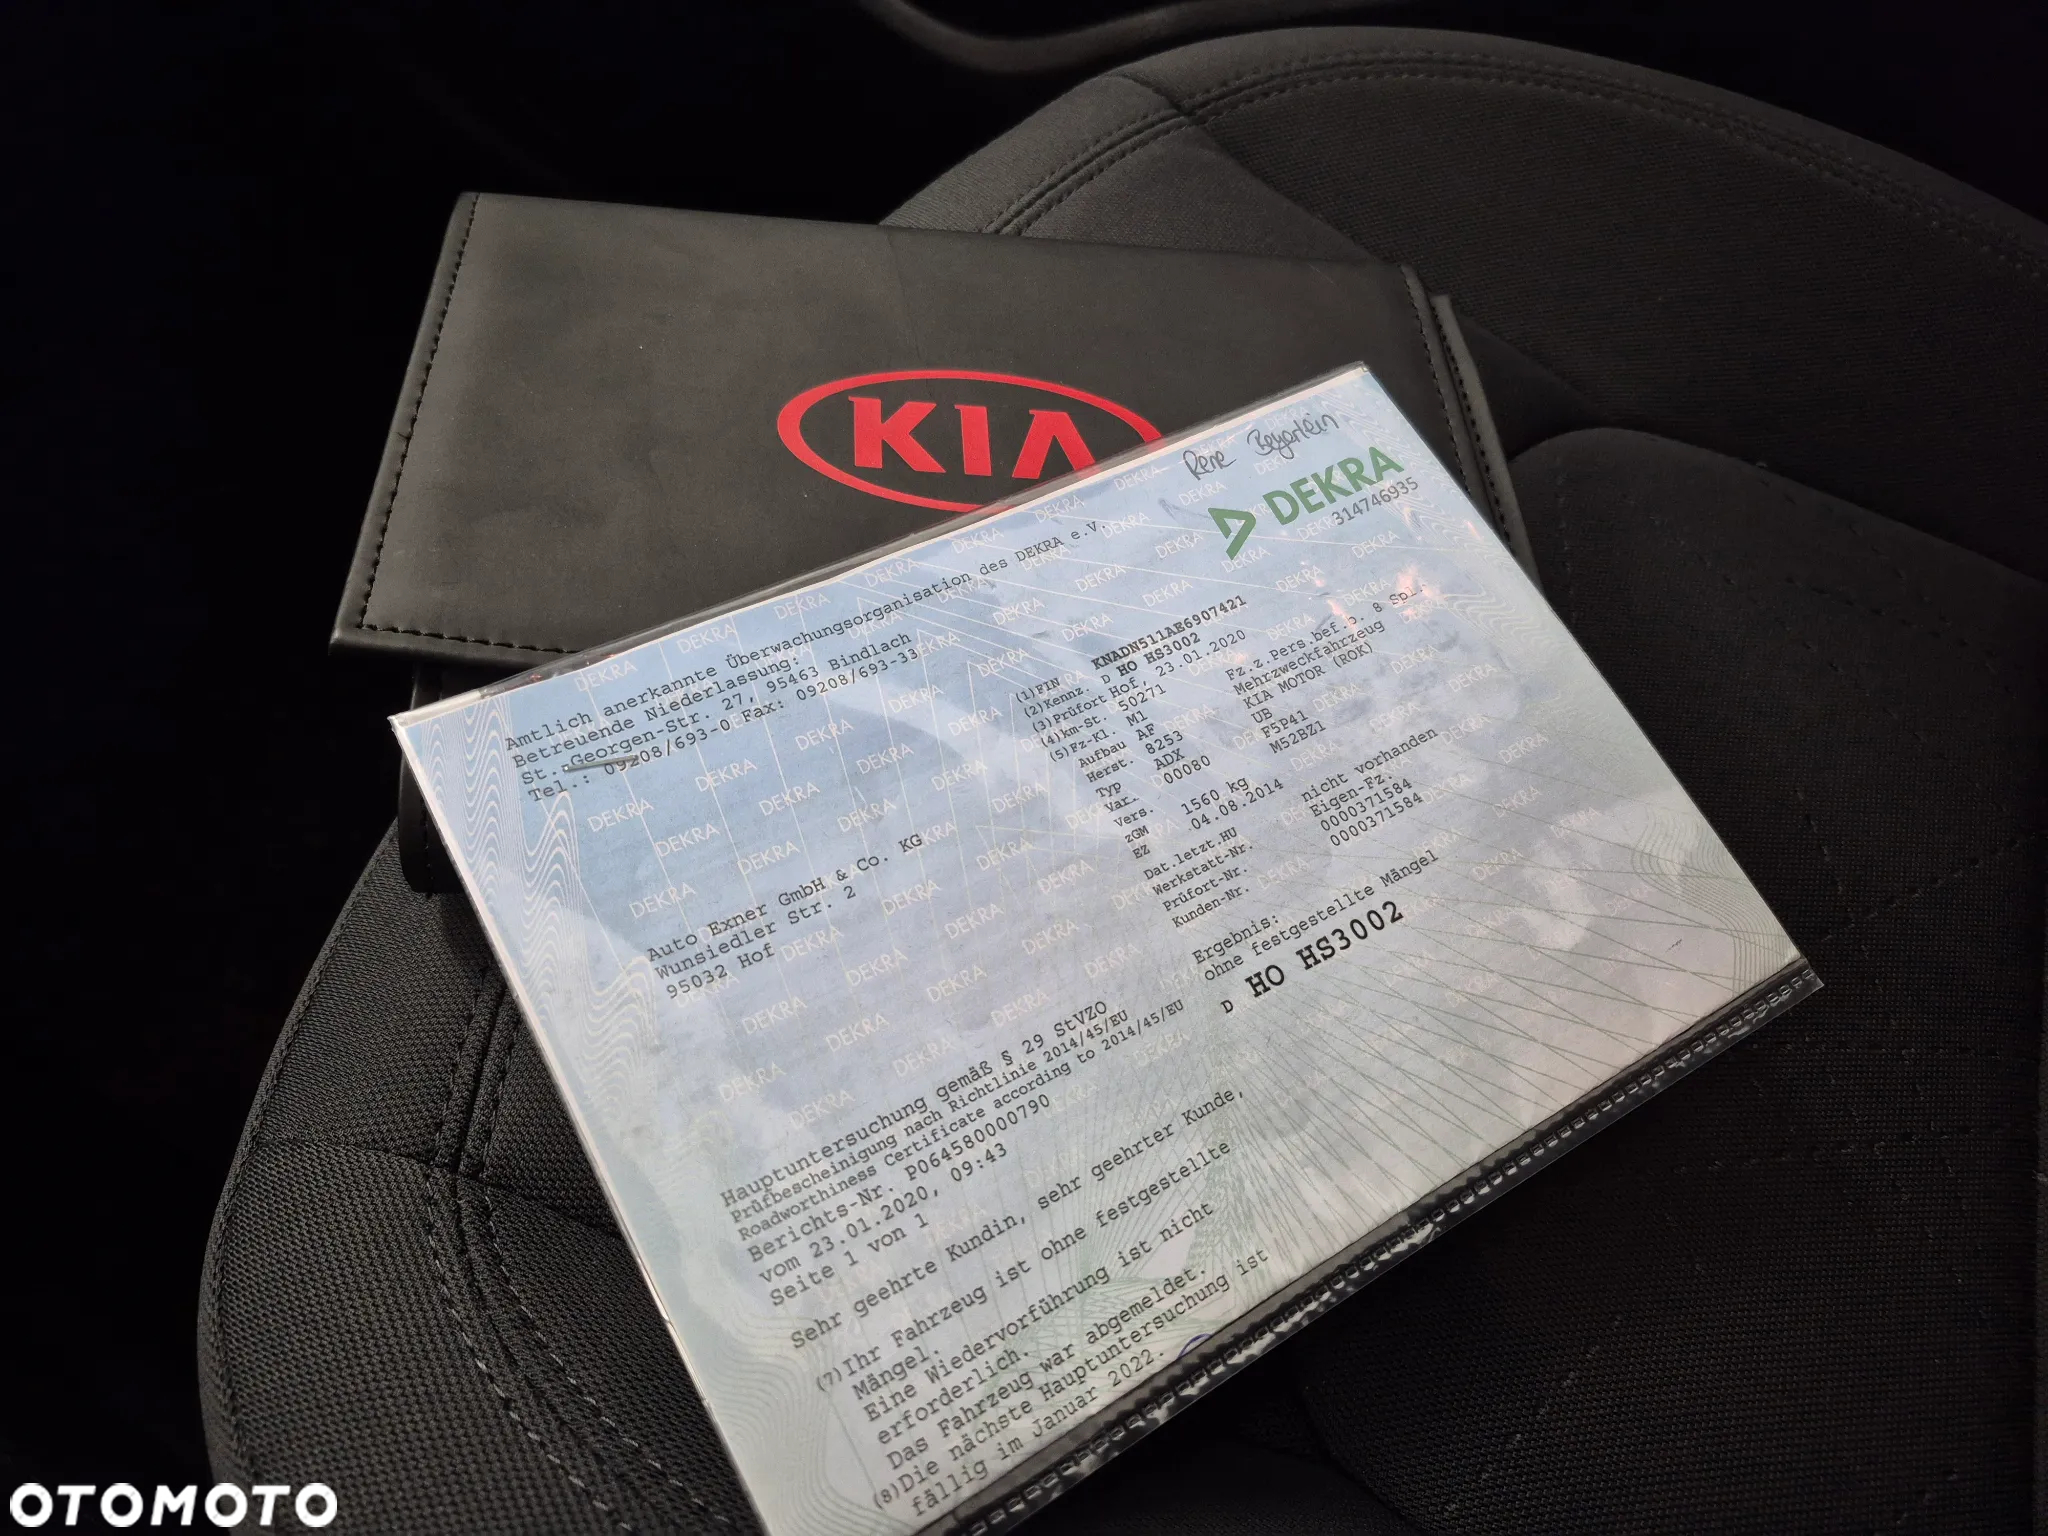 KIA
Rene Beyerlein
DEKRA
314746935
Amtlich anerkannte Überwachungsorganisation des DEKRA e.V.
Betreuende Niederlassung:
St.-Georgen-Str. 27, 95463 Bindlach
Tel.: 09208/693-0 Fax: 09208/693-33
(1)FIN KNADN511AE6907421
(2)Kennz. D HO HS3002
(3)Prüfort Hof, 23.01.2020
(4)km-St. 50271
(5)Fz-Kl. M1 Fz.z.Pers.bef.b. 8 Spl.
Aufbau AF Mehrzweckfahrzeug
Herst. 8253 KIA MOTOR (ROK)
Typ ADX UB
Var. 00080 F5P41
Vers. M52BZ1
zGM 1560 kg
EZ 04.08.2014
Dat.letzt.HU nicht vorhanden
Werkstatt-Nr. Eigen-Fz.
Prüfort-Nr. 0000371584
Kunden-Nr. 0000371584
Auto Exner GmbH & Co. KG
Wunsiedler Str. 2
95032 Hof
Ergebnis:
ohne festgestellte Mängel
D HO HS3002
Hauptuntersuchung gemäß § 29 StVZO
Prüfbescheinigung nach Richtlinie 2014/45/EU
Roadworthiness Certificate according to 2014/45/EU
Berichts-Nr. P064580000790
vom 23.01.2020, 09:43
Seite 1 von 1
Sehr geehrte Kundin, sehr geehrter Kunde,
(7)Ihr Fahrzeug ist ohne festgestellte
Mängel.
Eine Wiedervorführung ist nicht
erforderlich.
Das Fahrzeug war abgemeldet.
(8)Die nächste Hauptuntersuchung ist
fällig im Januar 2022.
OTOMOTO